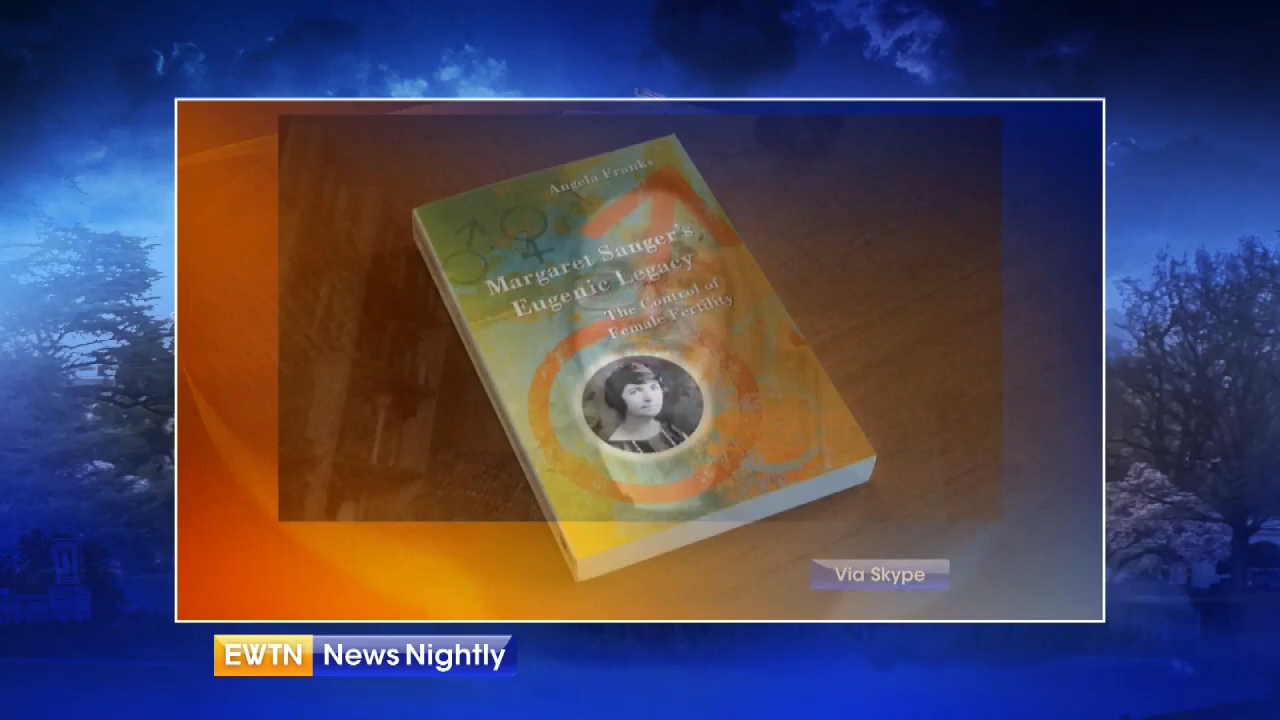 Angela Franks
Margaret Sanger's
Eugenic Legacy
The Control of
Female Fertility
Via Skype
EWTN News Nightly